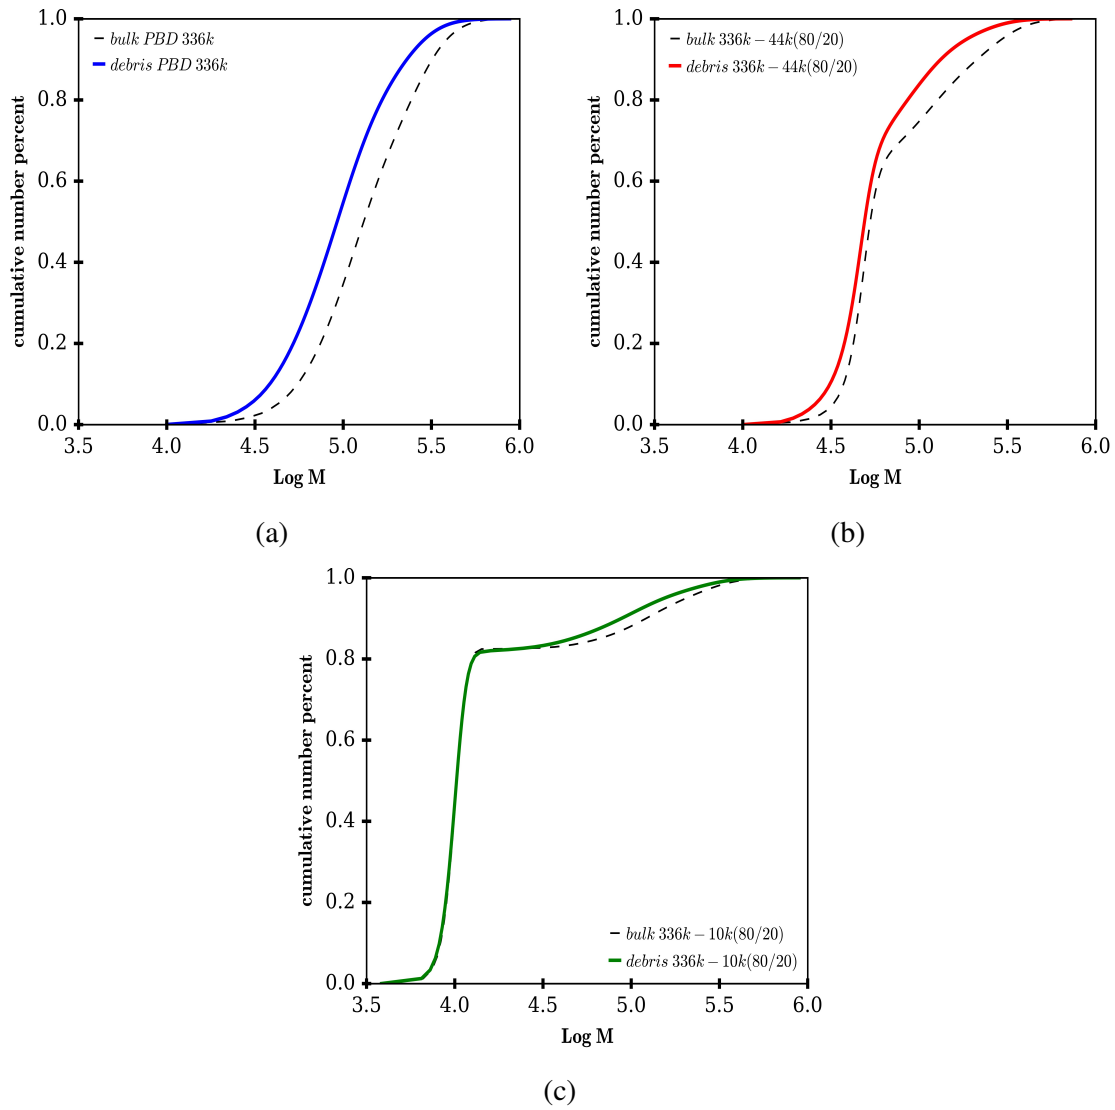 1.0
0.8
0.6
0.4
0.2
0.0
cumulative number percent
bulk PBD 336k
debris PBD 336k
3.5 4.0 4.5 5.0 5.5 6.0
Log M
(a)
1.0
0.8
0.6
0.4
0.2
0.0
cumulative number percent
bulk 336k − 44k(80/20)
debris 336k − 44k(80/20)
3.5 4.0 4.5 5.0 5.5 6.0
Log M
(b)
1.0
0.8
0.6
0.4
0.2
0.0
cumulative number percent
bulk 336k − 10k(80/20)
debris 336k − 10k(80/20)
3.5 4.0 4.5 5.0 5.5 6.0
Log M
(c)